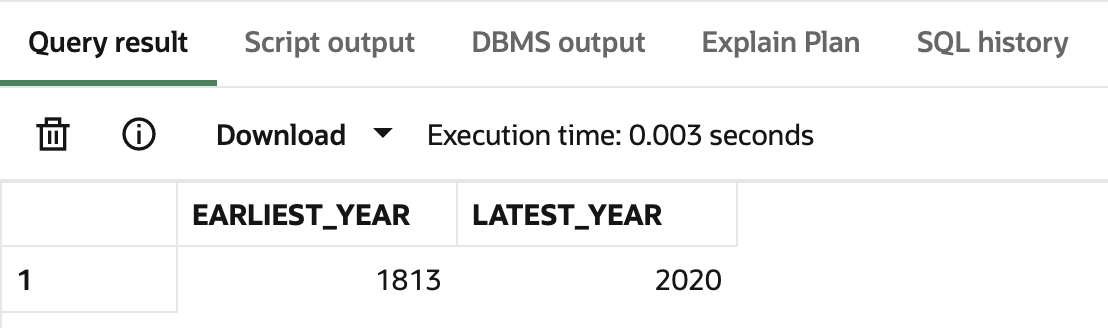 Query result Script output DBMS output Explain Plan SQL history
Download Execution time: 0.003 seconds
EARLIEST_YEAR LATEST_YEAR
1 1813 2020